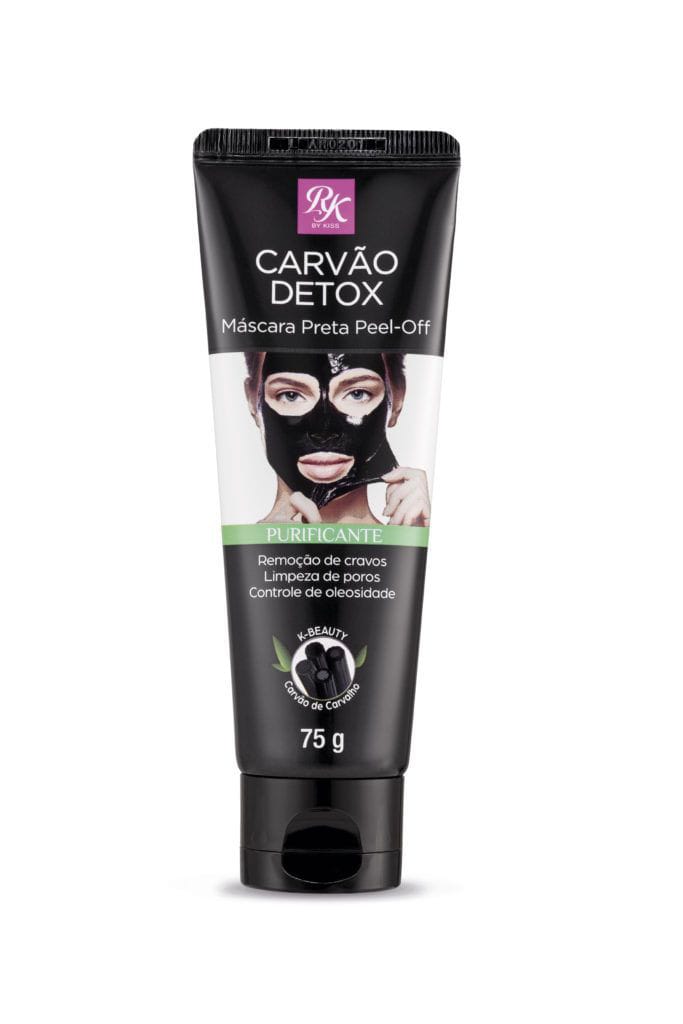 RK
BY KISS
CARVÃO
DETOX
Máscara Preta Peel-Off
PURIFICANTE
Remoção de cravos
Limpeza de poros
Controle de oleosidade
K-BEAUTY
Carvão de Carvalho
75 g